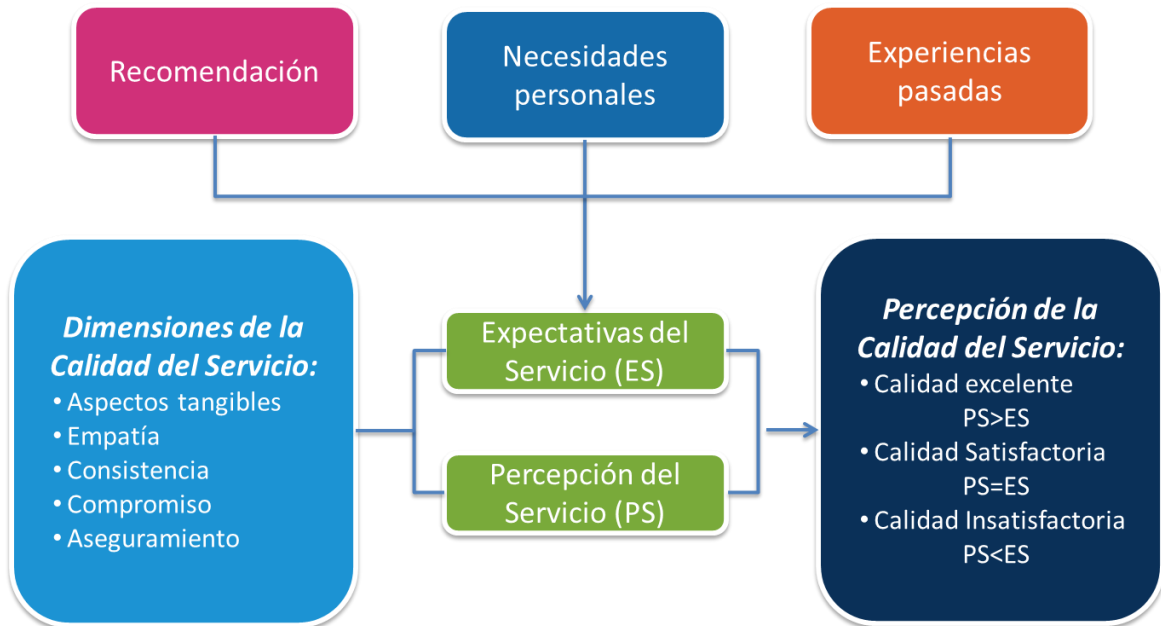 Recomendación
Necesidades
personales
Experiencias
pasadas
Dimensiones de la
Calidad del Servicio:
• Aspectos tangibles
• Empatía
• Consistencia
• Compromiso
• Aseguramiento
Expectativas del
Servicio (ES)
Percepción del
Servicio (PS)
Percepción de la
Calidad del Servicio:
• Calidad excelente
PS>ES
• Calidad Satisfactoria
PS=ES
• Calidad Insatisfactoria
PS<ES